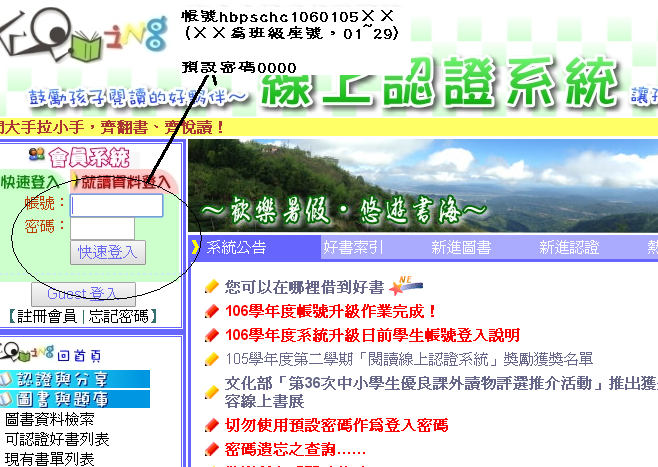 帳號hbpschc1060105××
(××為班級座號，01~29)
預設密碼0000
ing
鼓勵孩子閱讀的好夥伴～
線上認證系統
讓孩
大手拉小手，齊翻書、齊悅讀！
會員系統
快速登入
就讀資料登入
帳號：
密碼：
快速登入
Guest 登入
【註冊會員 | 忘記密碼】
～歡樂暑假·悠遊書海～
系統公告
好書索引
新進圖書
新進認證
熱
您可以在哪裡借到好書
NE
106學年度帳號升級作業完成！
106學年度系統升級日前學生帳號登入說明
105學年度第二學期「閱讀線上認證系統」獎勵獲獎名單
文化部「第36次中小學生優良課外讀物評選推介活動」推出獲
容線上書展
切勿使用預設密碼作為登入密碼
密碼遺忘之查詢......
ing
回首頁
認證與分享
圖書與題庫
圖書資料檢索
可認證好書列表
現有書單列表